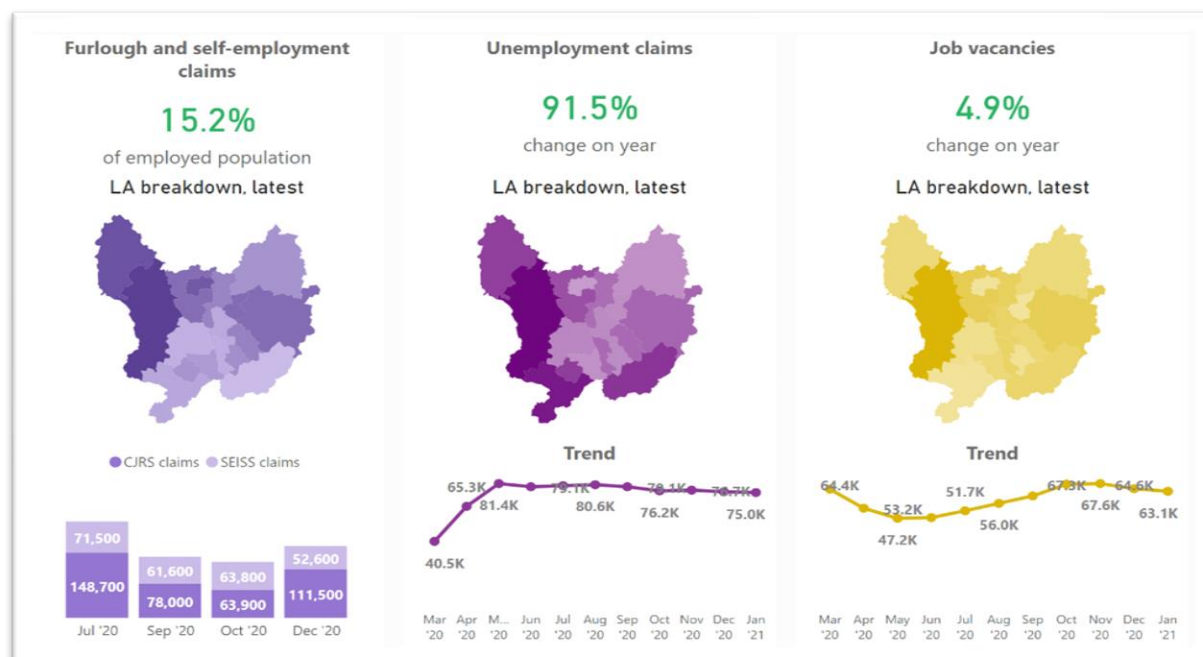 Furlough and self-employment
claims
15.2%
of employed population
LA breakdown, latest
CJRS claims SEISS claims
71,500
148,700
61,600
78,000
63,800
63,900
52,600
111,500
Jul '20 Sep '20 Oct '20 Dec '20
Unemployment claims
91.5%
change on year
LA breakdown, latest
Trend
40.5K
65.3K
81.4K
79.1K
80.6K
76.2K
75.0K
Mar Apr M... Jun Jul Aug Sep Oct Nov Dec Jan
'20 '20 '20 '20 '20 '20 '20 '20 '20 '20 '21
Job vacancies
4.9%
change on year
LA breakdown, latest
Trend
64.4K
53.2K
47.2K
51.7K
56.0K
67.3K
67.6K
64.6K
63.1K
Mar Apr May Jun Jul Aug Sep Oct Nov Dec Jan
'20 '20 '20 '20 '20 '20 '20 '20 '20 '20 '21